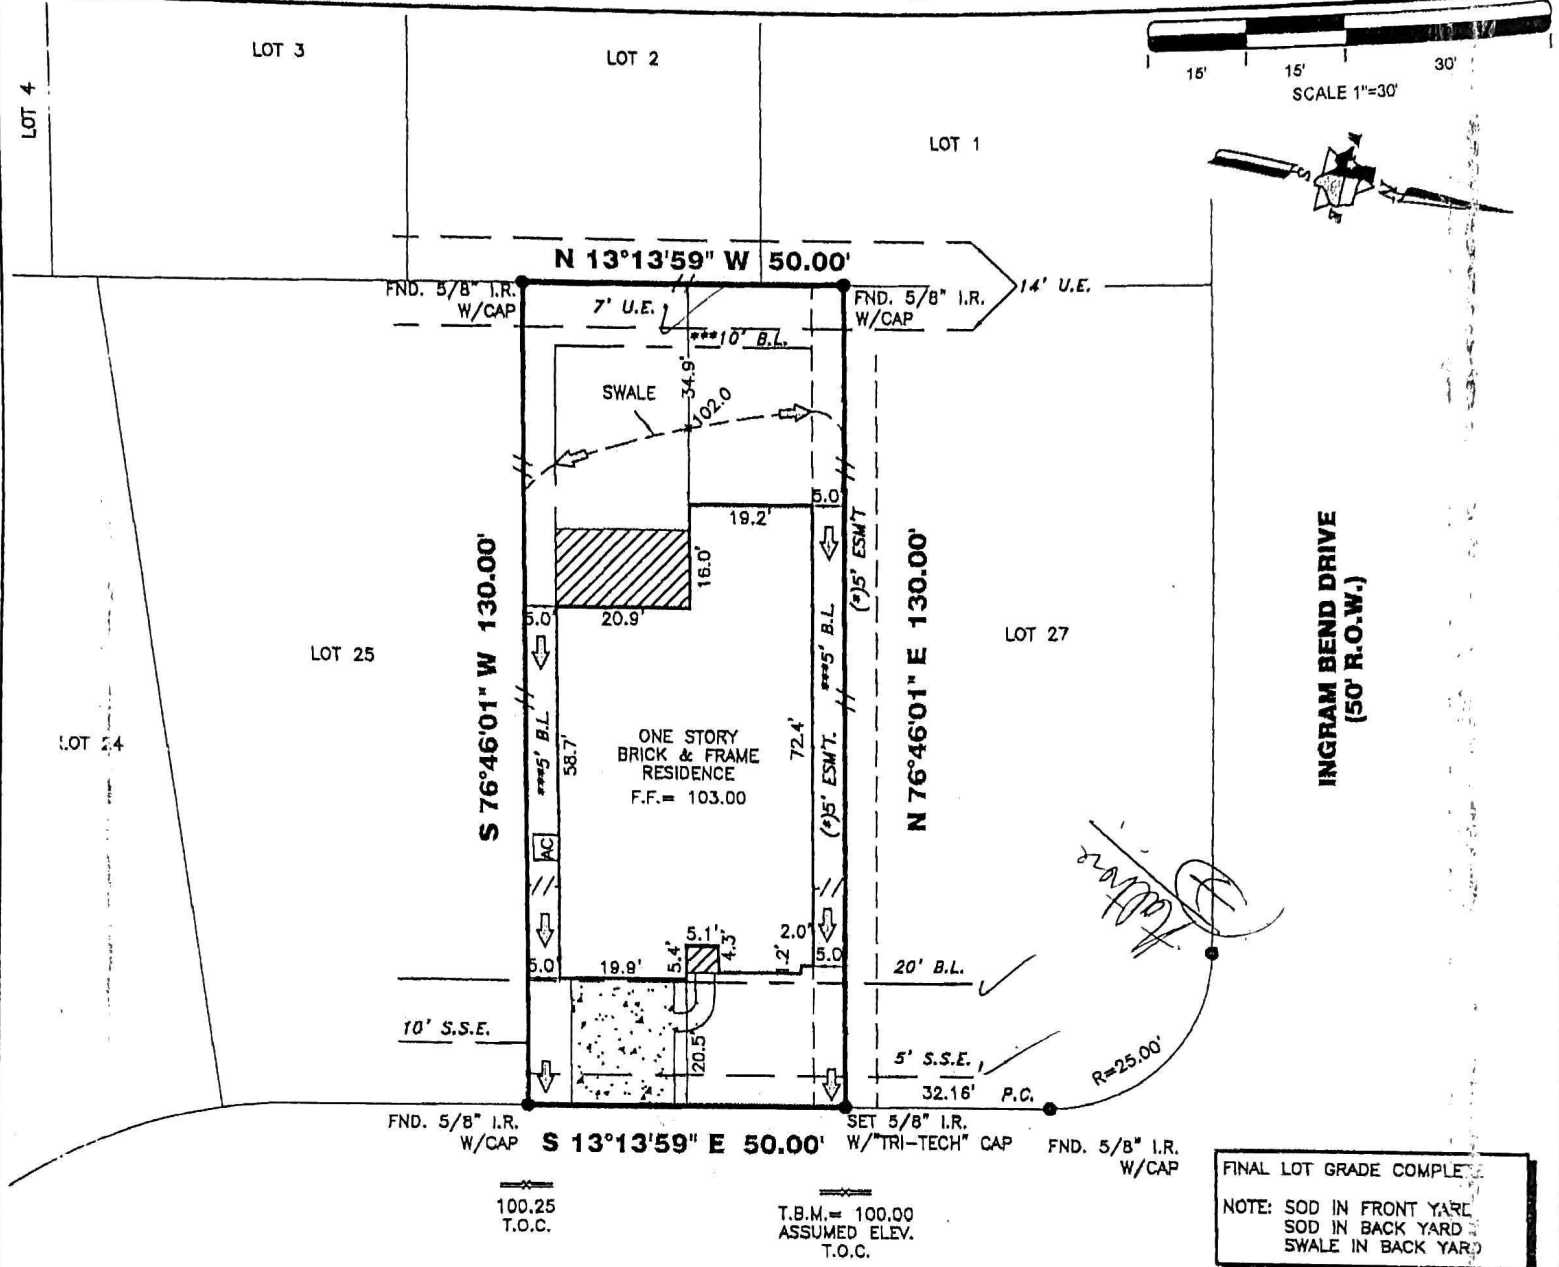 LOT 4
LOT 3
LOT 2
LOT 1
15'
15'
30'
SCALE 1"=30'
S
N
N 13°13'59" W 50.00'
FND. 5/8" I.R.
W/CAP
7' U.E.
FND. 5/8" I.R.
W/CAP
14' U.E.
***10' B.L.
34.9'
SWALE
102.0
5.0'
19.2'
16.0'
(*)5' ESM'T
5.0'
20.9'
S 76°46'01" W 130.00'
N 76°46'01" E 130.00'
***5' B.L.
LOT 25
LOT 27
INGRAM BEND DRIVE
(50' R.O.W.)
LOT 24
***5' B.L.
58.7'
ONE STORY
BRICK & FRAME
RESIDENCE
F.F.= 103.00
72.4'
(*)5' ESM'T.
AC
5.1'
4.3'
5.4'
2.0'
1.2'
5.0'
19.9'
5.0
20' B.L.
10' S.S.E.
20.5'
5' S.S.E.
32.16'
P.C.
R=25.00'
FND. 5/8" I.R.
W/CAP
S 13°13'59" E 50.00'
SET 5/8" I.R.
W/"TRI-TECH" CAP
FND. 5/8" I.R.
W/CAP
100.25
T.O.C.
T.B.M.= 100.00
ASSUMED ELEV.
T.O.C.
FINAL LOT GRADE COMPLETE
NOTE: SOD IN FRONT YARD
SOD IN BACK YARD
SWALE IN BACK YARD